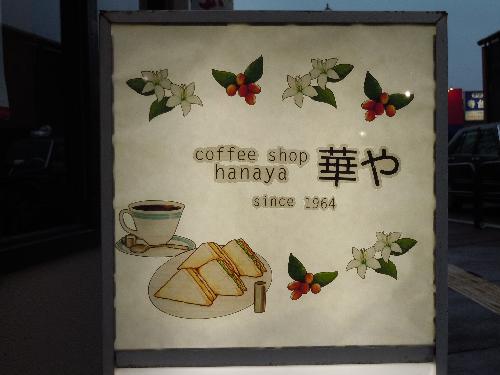 coffee shop
hanaya 華や
since 1964